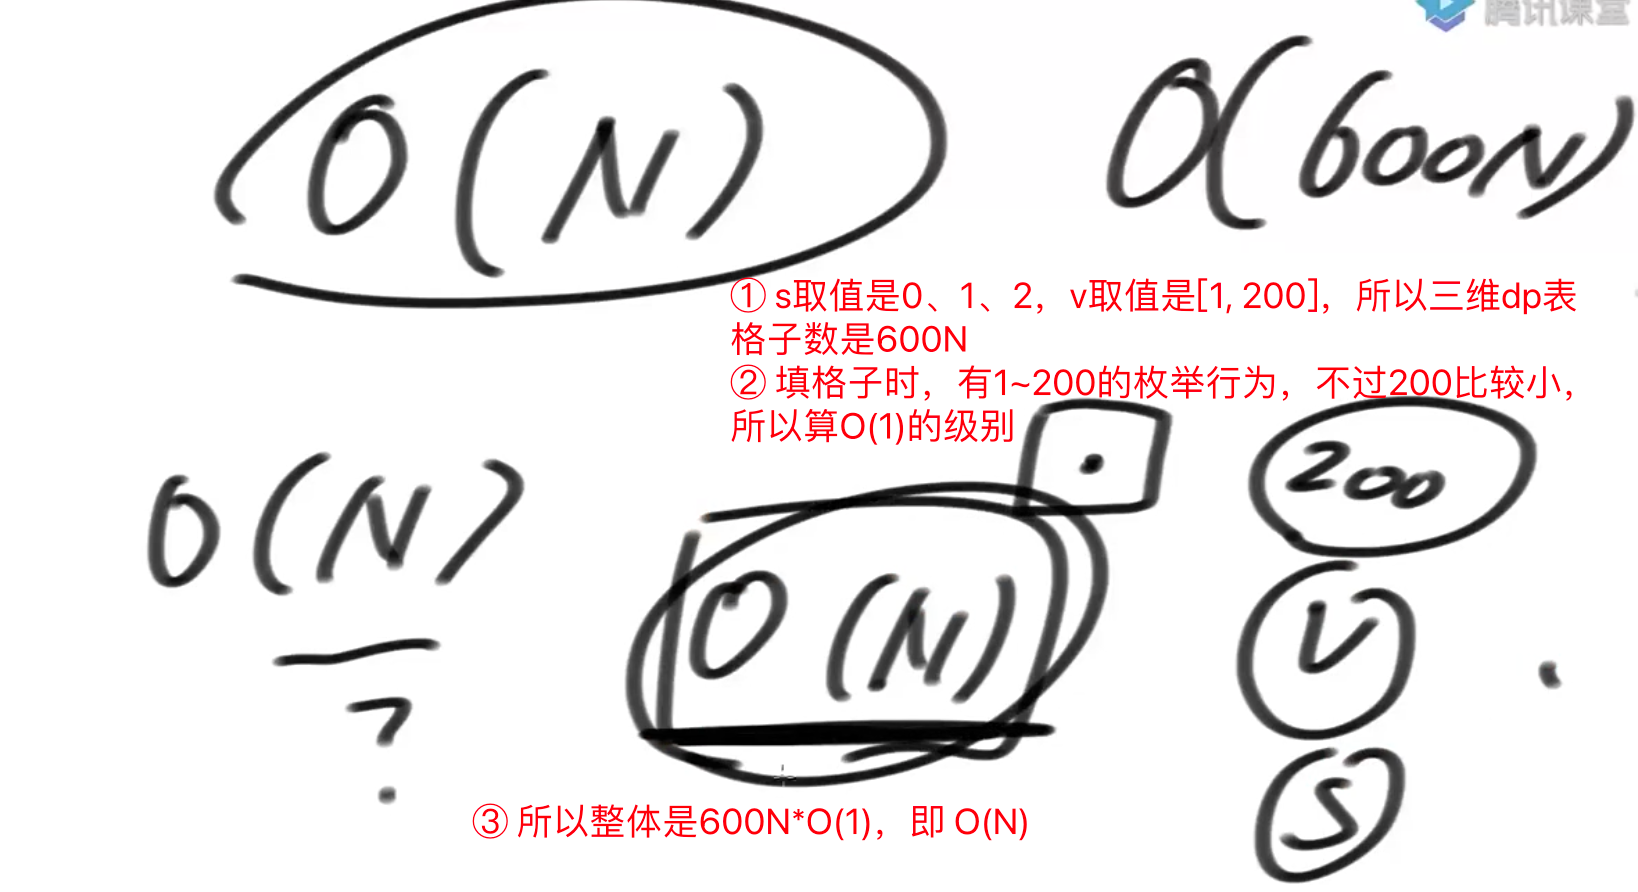 腾讯课堂
O(N)
O(600N)
① s取值是0、1、2，v取值是[1, 200]，所以三维dp表
格子数是600N
② 填格子时，有1~200的枚举行为，不过200比较小，
所以算O(1)的级别
200
O(N)
O(N)
V
?
S
③ 所以整体是600N*O(1)，即 O(N)